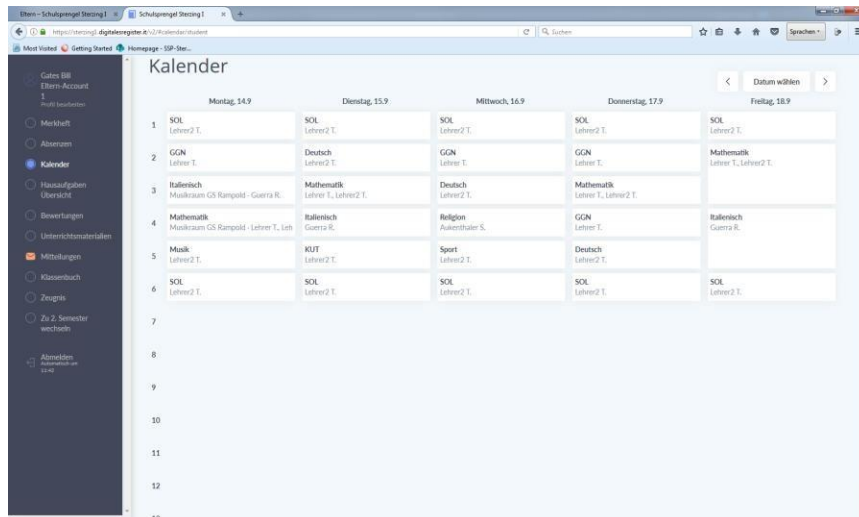 Eltern – Schulsprengel Sterzing I
Schulsprengel Sterzing I
https://sterzing1.digitalesregister.it/v2/#calendar/student
Suchen
Sprachen
Most Visited Getting Started Homepage - SSP-Ster...
Gates Bill
Eltern-Account
1
Profil bearbeiten
Merkheft
Absenzen
Kalender
Hausaufgaben
Übersicht
Bewertungen
Unterrichtsmaterialien
Mitteilungen
Klassenbuch
Zeugnis
Zu 2. Semester
wechseln
Abmelden
Kalender
Datum wählen
Montag, 14.9 Dienstag, 15.9 Mittwoch, 16.9 Donnerstag, 17.9 Freitag, 18.9
1 SOL SOL SOL SOL SOL
Lehrer2 T. Lehrer2 T. Lehrer2 T. Lehrer2 T. Lehrer2 T.
2 GGN Deutsch GGN GGN Mathematik
Lehrer T. Lehrer2 T. Lehrer T. Lehrer T. Lehrer T., Lehrer2 T.
3 Italienisch Mathematik Deutsch Mathematik
Musikraum GS Rampold - Guerra R. Lehrer T., Lehrer2 T. Lehrer2 T. Lehrer T., Lehrer2 T.
4 Mathematik Italienisch Religion GGN Italienisch
Musikraum GS Rampold - Lehrer T., Leh Guerra R. Aukenthaler S. Lehrer T. Guerra R.
5 Musik KUT Sport Deutsch
Lehrer2 T. Lehrer2 T. Lehrer2 T. Lehrer2 T.
6 SOL SOL SOL SOL SOL
Lehrer2 T. Lehrer2 T. Lehrer2 T. Lehrer2 T. Lehrer2 T.
7
8
9
10
11
12